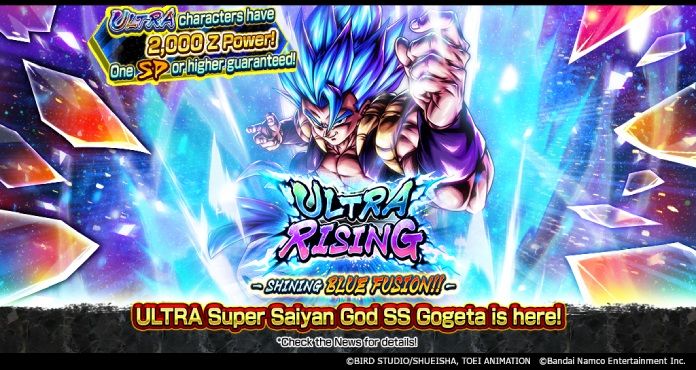 ULTRA characters have
2,000 Z Power!
One SP or higher guaranteed!
ULTRA
RISING
- SHINING BLUE FUSION!! -
ULTRA Super Saiyan God SS Gogeta is here!
*Check the News for details!
©BIRD STUDIO/SHUEISHA, TOEI ANIMATION ©Bandai Namco Entertainment Inc.